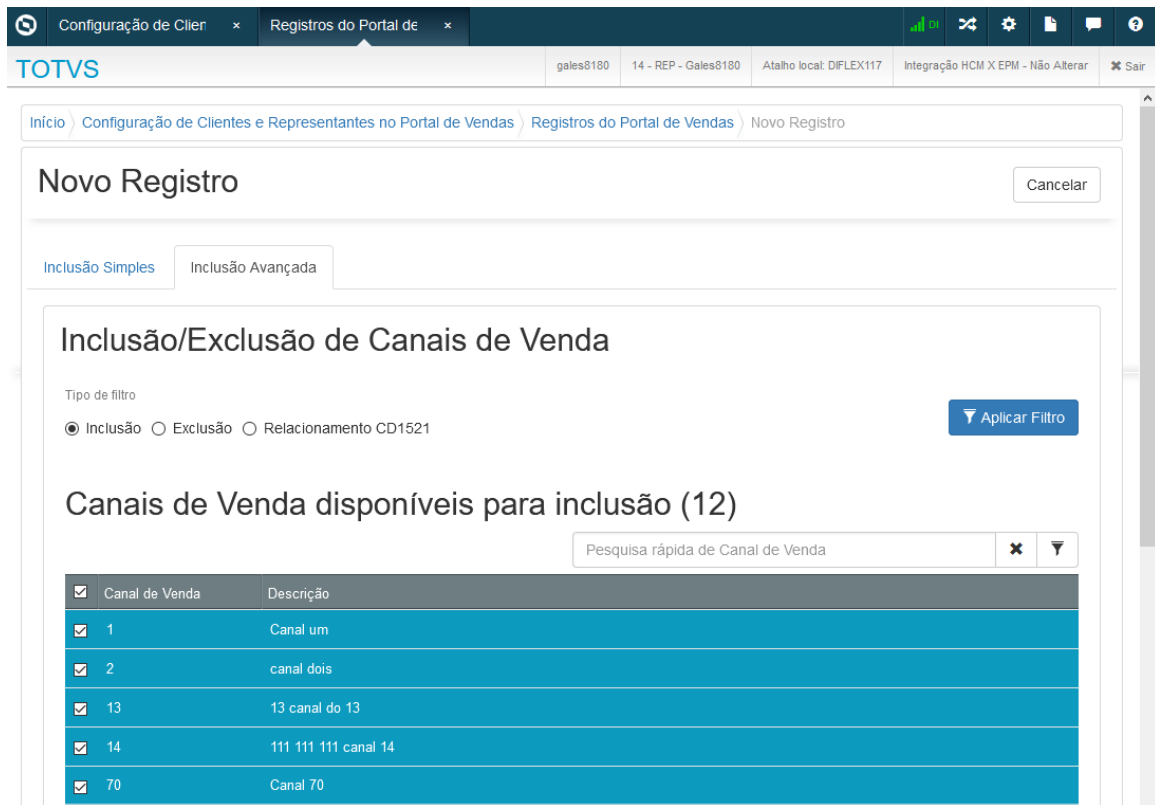 Configuração de Clien × Registros do Portal de × DI
TOTVS gales8180 14 - REP - Gales8180 Atalho local: DIFLEX117 Integração HCM X EPM - Não Alterar Sair
Início Configuração de Clientes e Representantes no Portal de Vendas Registros do Portal de Vendas Novo Registro
Novo Registro Cancelar
Inclusão Simples Inclusão Avançada
Inclusão/Exclusão de Canais de Venda
Tipo de filtro
Inclusão Exclusão Relacionamento CD1521 Aplicar Filtro
Canais de Venda disponíveis para inclusão (12)
Pesquisa rápida de Canal de Venda
Canal de Venda Descrição
1 Canal um
2 canal dois
13 13 canal do 13
14 111 111 111 canal 14
70 Canal 70